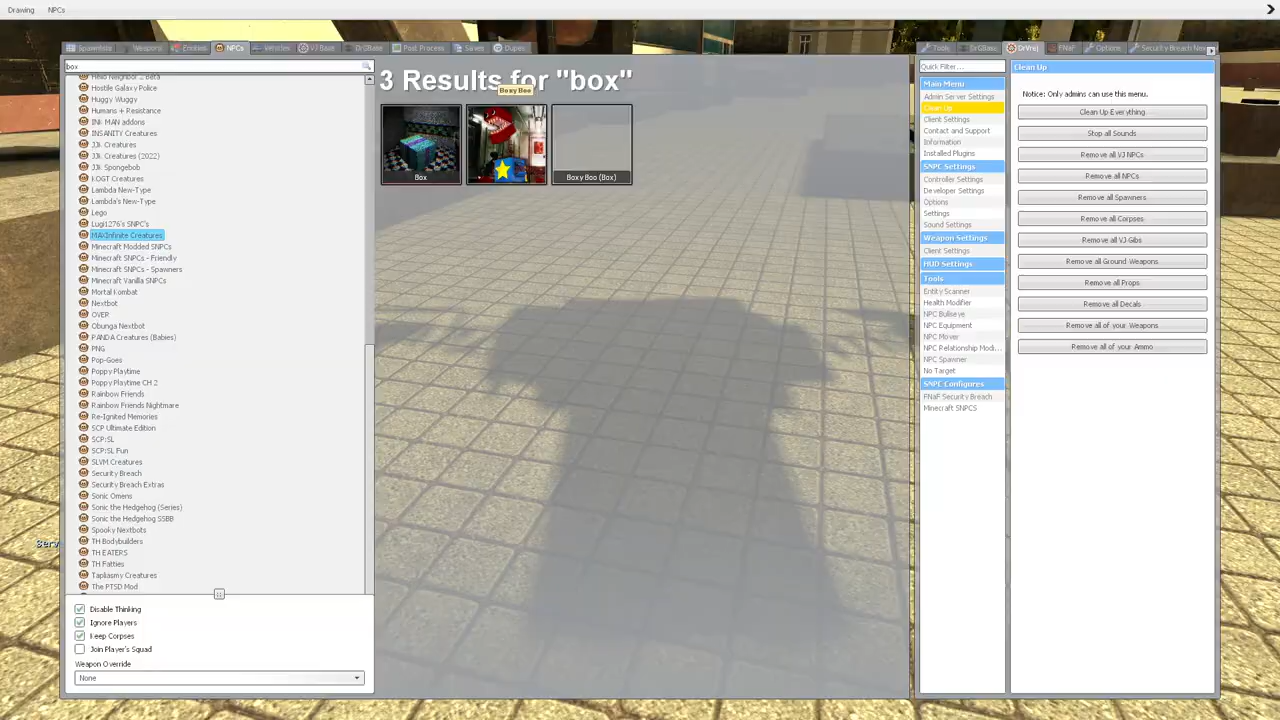 Drawing NPCs
Spawnlists Weapons Entities NPCs Vehicles VJ Base DrGBase Post Process Saves Dupes
box
3 Results for "box"
Boxy Boo
Box
Boxy Boo (Box)
Hello Neighbor 2 Beta
Hostile Galaxy Police
Huggy Wuggy
Humans + Resistance
INK MAN addons
INSANITY Creatures
JJK Creatures
JJK Creatures (2022)
JJK Spongebob
KOGT Creatures
Lambda New-Type
Lambda's New-Type
Lego
Lugi1276's SNPC's
MAXInfinite Creatures
Minecraft Modded SNPCs
Minecraft SNPCs - Friendly
Minecraft SNPCs - Spawners
Minecraft Vanilla SNPCs
Mortal Kombat
Nextbot
OVER
Obunga Nextbot
PANDA Creatures (Babies)
PNG
Pop-Goes
Poppy Playtime
Poppy Playtime CH 2
Rainbow Friends
Rainbow Friends Nightmare
Re-Ignited Memories
SCP Ultimate Edition
SCP:SL
SCP:SL Fun
SLVM Creatures
Security Breach
Security Breach Extras
Sonic Omens
Sonic the Hedgehog (Series)
Sonic the Hedgehog SSBB
Spooky Nextbots
TH Bodybuilders
TH EATERS
TH Fatties
Tapliasmy Creatures
The PTSD Mod
Serv
Disable Thinking
Ignore Players
Keep Corpses
Join Player's Squad
Weapon Override
None
Tools DrGBase DrVrej FNaF Options Security Breach New
Quick Filter...
Main Menu
Admin Server Settings
Clean Up
Client Settings
Contact and Support
Information
Installed Plugins
SNPC Settings
Controller Settings
Developer Settings
Options
Settings
Sound Settings
Weapon Settings
Client Settings
HUD Settings
Tools
Entity Scanner
Health Modifier
NPC Bullseye
NPC Equipment
NPC Mover
NPC Relationship Modi...
NPC Spawner
No Target
SNPC Configures
FNaF Security Breach
Minecraft SNPCS
Clean Up
Notice: Only admins can use this menu.
Clean Up Everything
Stop all Sounds
Remove all VJ NPCs
Remove all NPCs
Remove all Spawners
Remove all Corpses
Remove all VJ Gibs
Remove all Ground Weapons
Remove all Props
Remove all Decals
Remove all of your Weapons
Remove all of your Ammo